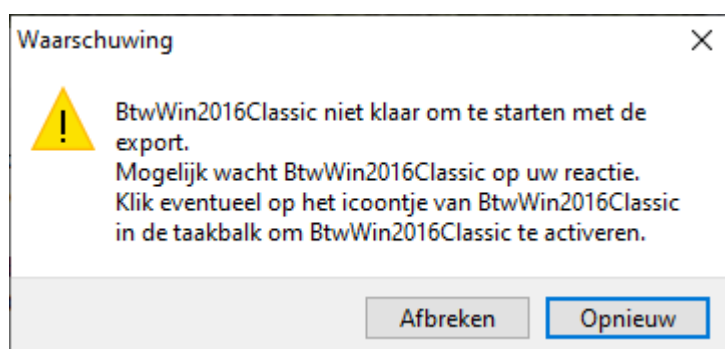 Waarschuwing
BtwWin2016Classic niet klaar om te starten met de
export.
Mogelijk wacht BtwWin2016Classic op uw reactie.
Klik eventueel op het icoontje van BtwWin2016Classic
in de taakbalk om BtwWin2016Classic te activeren.
Afbreken
Opnieuw